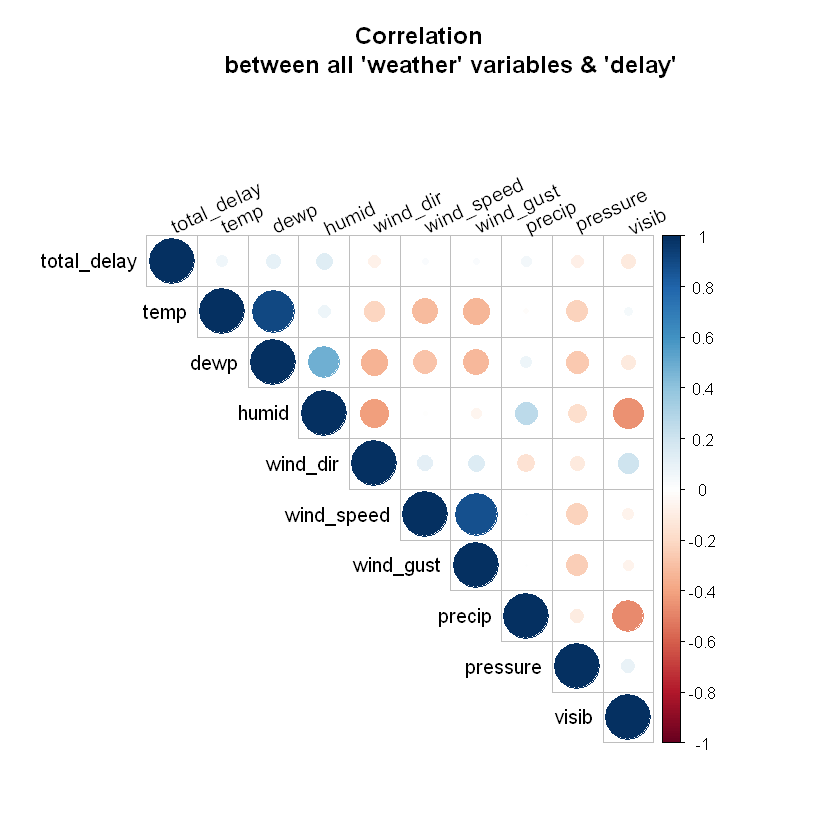 Correlation
between all 'weather' variables & 'delay'
total_delay
temp
dewp
humid
wind_dir
wind_speed
wind_gust
precip
pressure
visib
total_delay
temp
dewp
humid
wind_dir
wind_speed
wind_gust
precip
pressure
visib
1
0.8
0.6
0.4
0.2
0
-0.2
-0.4
-0.6
-0.8
-1